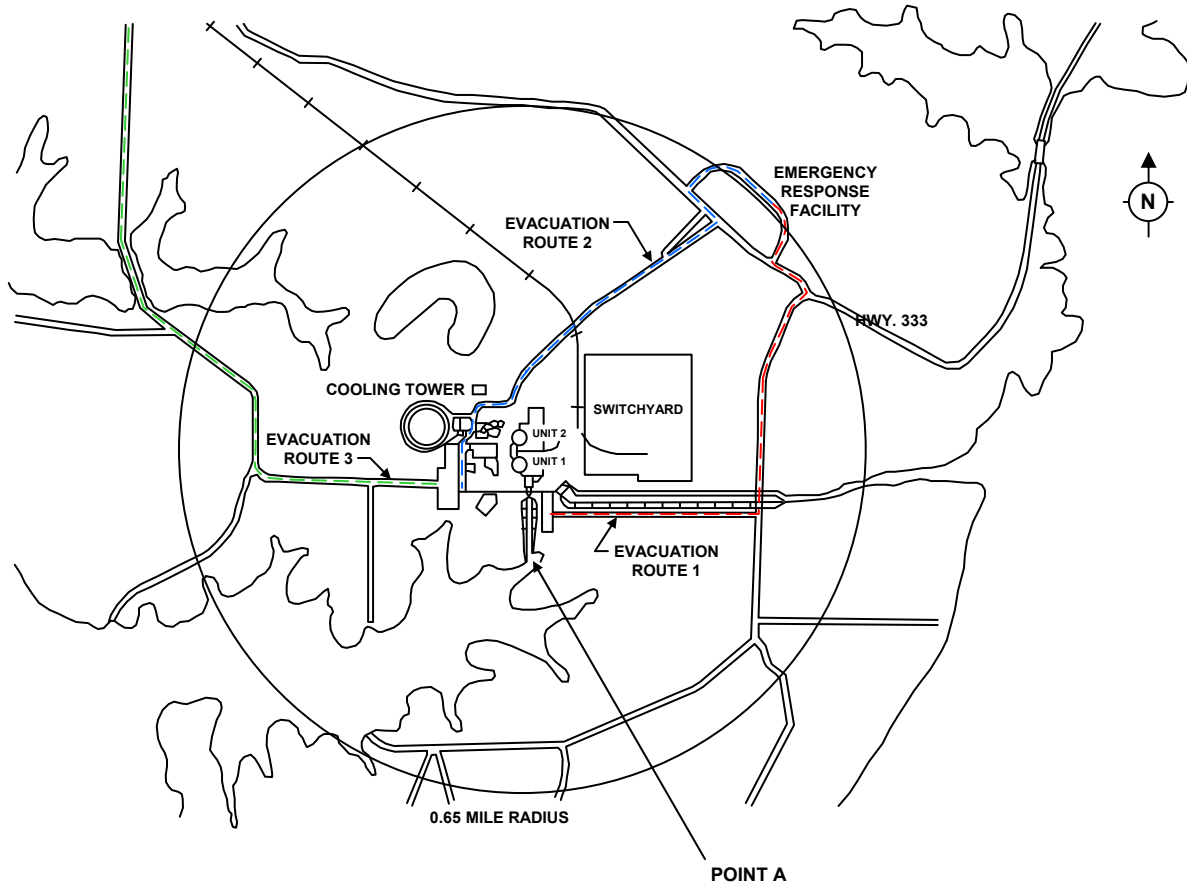 EMERGENCY
RESPONSE
FACILITY
N
EVACUATION
ROUTE 2
HWY. 333
COOLING TOWER
SWITCHYARD
UNIT 2
EVACUATION
ROUTE 3
UNIT 1
EVACUATION
ROUTE 1
0.65 MILE RADIUS
POINT A